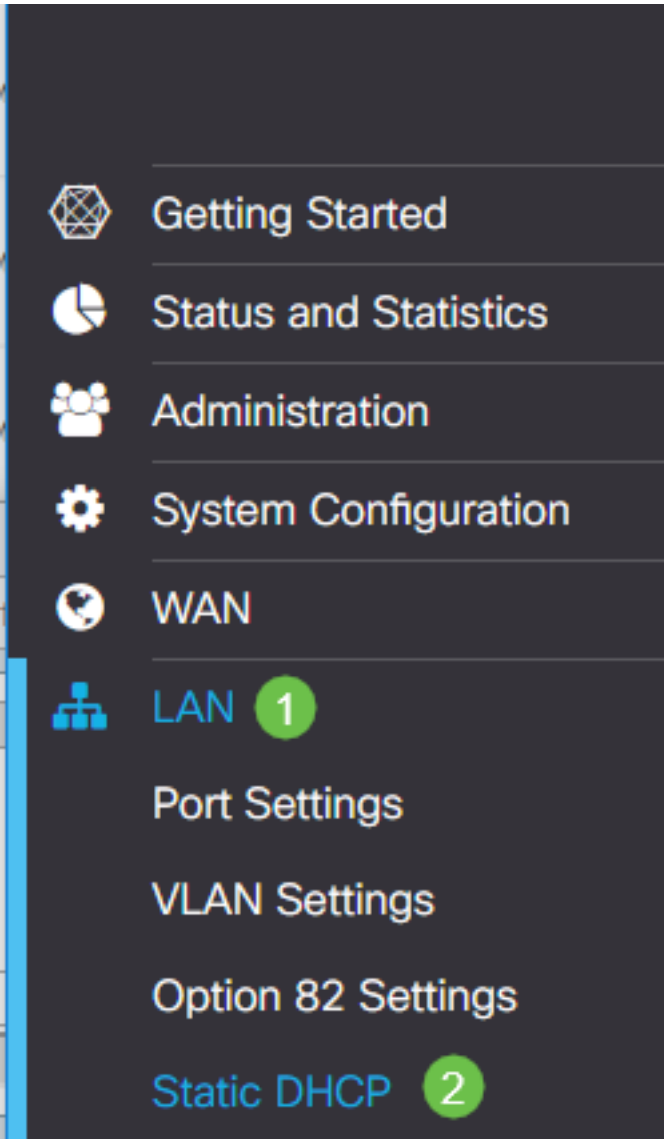 Getting Started
Status and Statistics
Administration
System Configuration
WAN
LAN 1
Port Settings
VLAN Settings
Option 82 Settings
Static DHCP 2